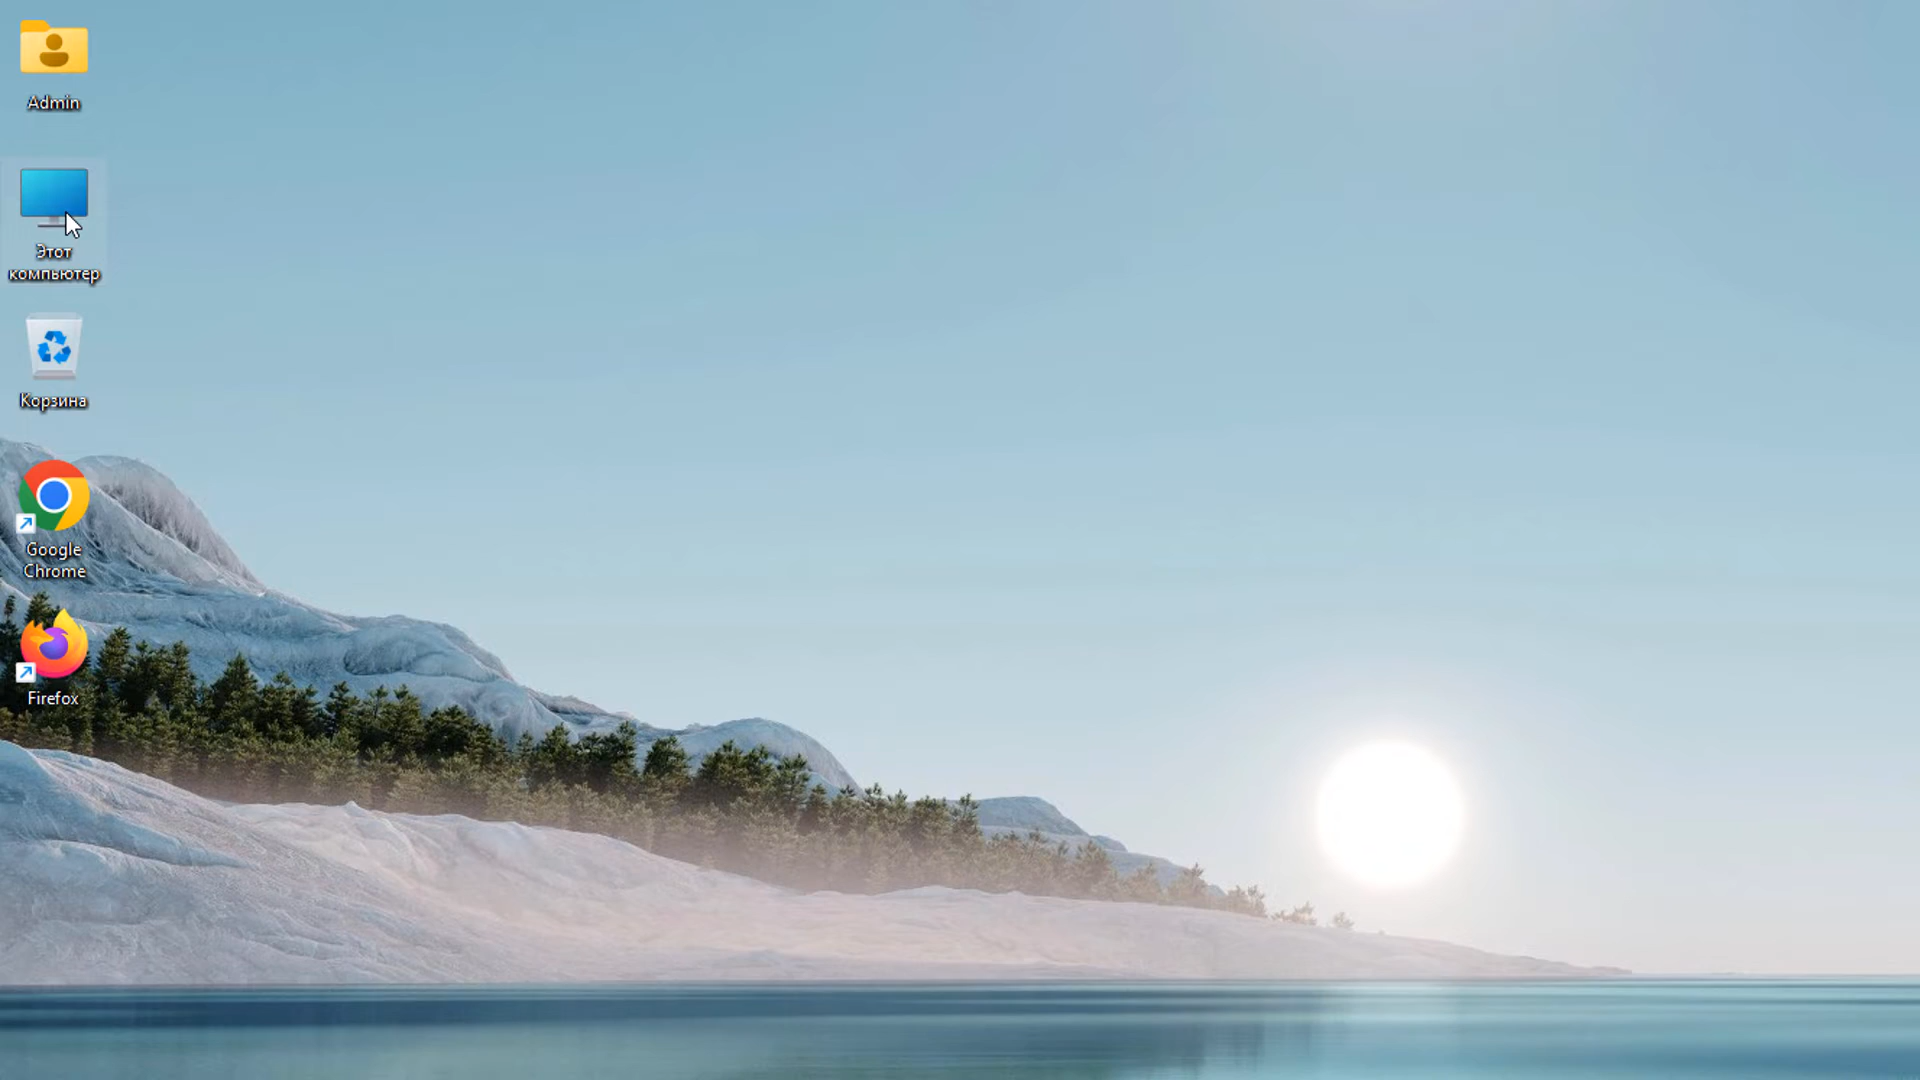 Admin
Этот
компьютер
Корзина
Google
Chrome
Firefox